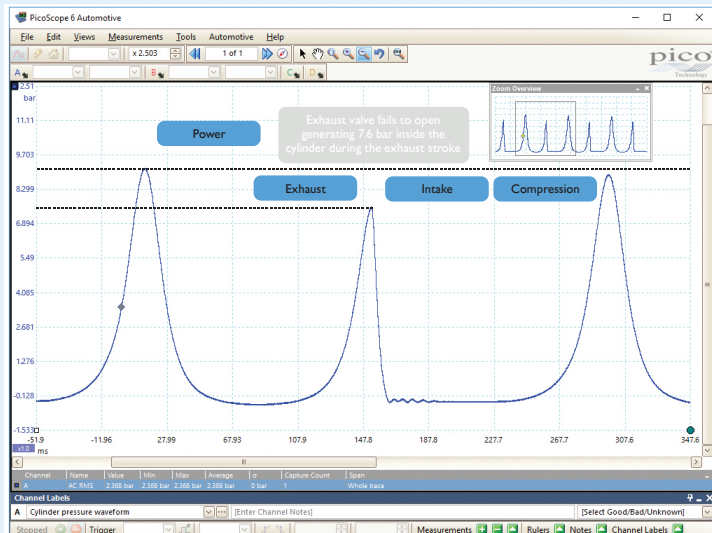 PicoScope 6 Automotive
File Edit Views Measurements Tools Automotive Help
x 2.503 1 of 1
pico
Technology
A B C D
2.51
bar
11.11
9.703
8.299
6.894
5.49
4.085
2.681
1.276
-0.128
-1.533
Zoom Overview
Power
Exhaust valve fails to open
generating 7.6 bar inside the
cylinder during the exhaust stroke
Exhaust Intake Compression
-51.9 -11.96 27.99 67.93 107.9 147.8 187.8 227.7 267.7 307.6 347.6
x1.0 ms
Channel Name Value Min Max Average σ Capture Count Span
A AC RMS 2.368 bar 2.368 bar 2.368 bar 2.368 bar 0 bar 1 Whole trace
Channel Labels
A Cylinder pressure waveform ... [Enter Channel Notes] [Select Good/Bad/Unknown]
Stopped Trigger Measurements Rulers Notes Channel Labels